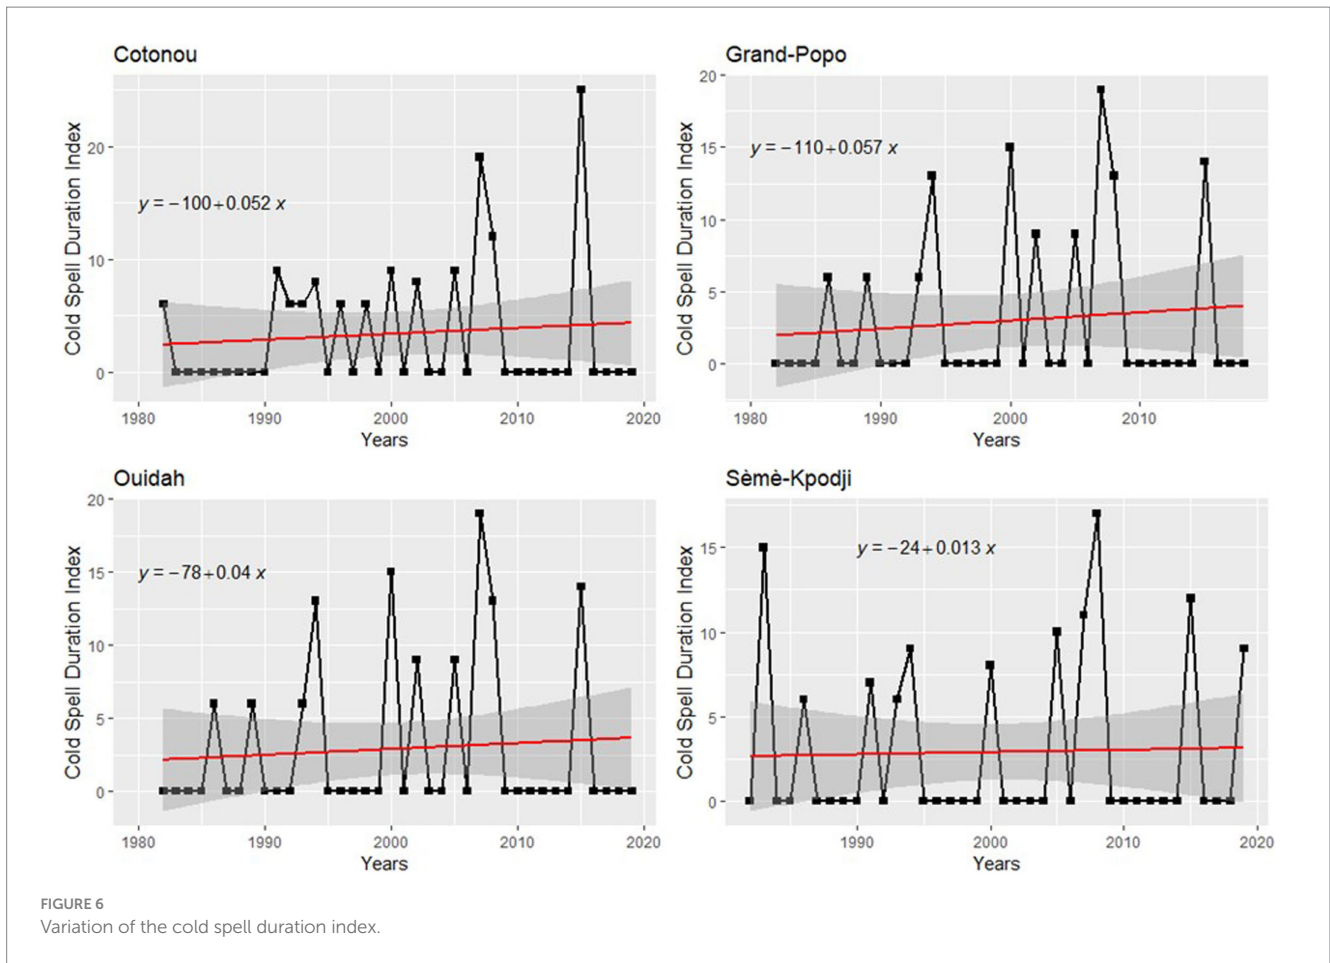 Cotonou
Cold Spell Duration Index
20
10
0
y = −100+0.052 x
1980
1990
2000
2010
2020
Years
Grand-Popo
Cold Spell Duration Index
20
15
10
5
0
y = −110+0.057 x
1980
1990
2000
2010
Years
Ouidah
Cold Spell Duration Index
20
15
10
5
0
y = −78+0.04 x
1980
1990
2000
2010
2020
Years
Sèmè-Kpodji
Cold Spell Duration Index
15
10
5
0
y = −24+0.013 x
1990
2000
2010
2020
Years
FIGURE 6
Variation of the cold spell duration index.